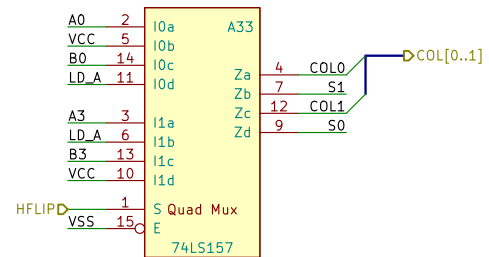 A0 2 I0a A33
VCC 5 I0b
B0 14 I0c
LD_A 11 I0d
Za 4 COL0 COL[0..1]
Zb 7 S1
Zc 12 COL1
Zd 9 S0
A3 3 I1a
LD_A 6 I1b
B3 13 I1c
VCC 10 I1d
HFLIP 1 S Quad Mux
VSS 15 E
74LS157